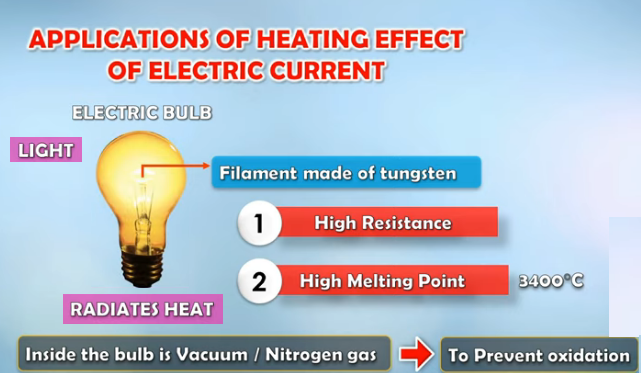 APPLICATIONS OF HEATING EFFECT
OF ELECTRIC CURRENT
ELECTRIC BULB
LIGHT
Filament made of tungsten
1 High Resistance
2 High Melting Point 3400°C
RADIATES HEAT
Inside the bulb is Vacuum / Nitrogen gas To Prevent oxidation